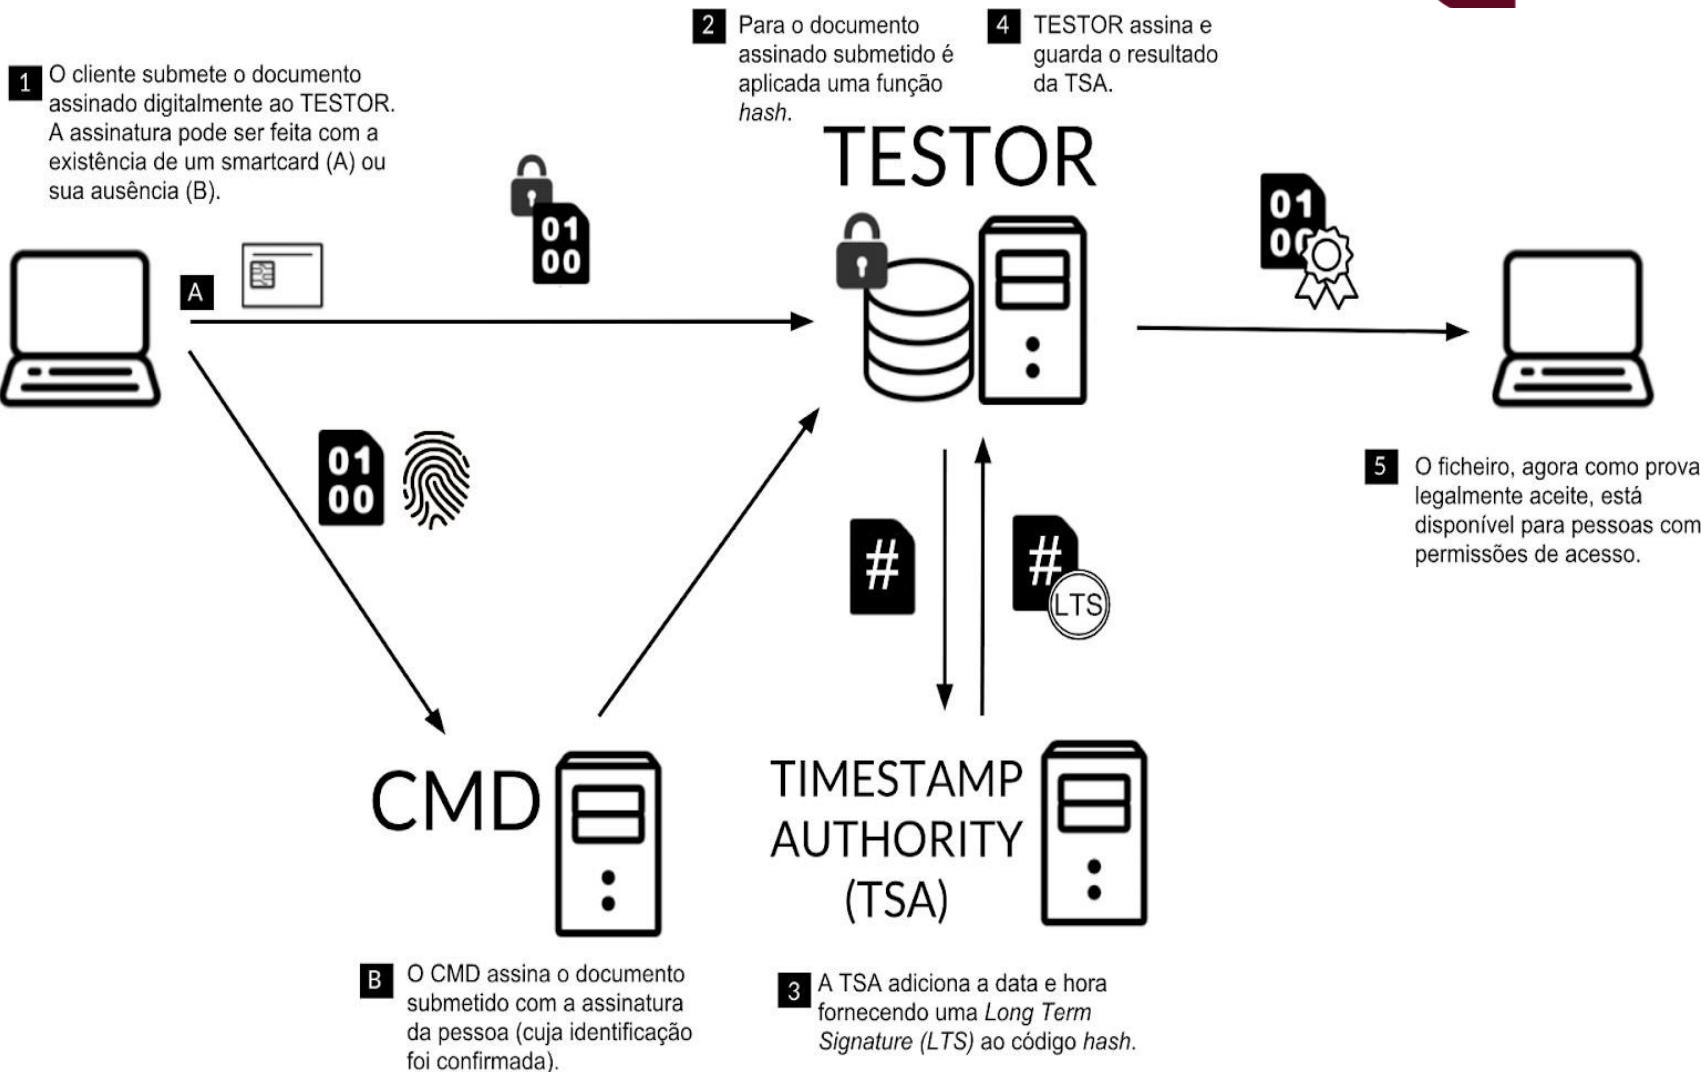 1
O cliente submete o documento
assinado digitalmente ao TESTOR.
A assinatura pode ser feita com a
existência de um smartcard (A) ou
sua ausência (B).
2
Para o documento
assinado submetido é
aplicada uma função
hash.
4
TESTOR assina e
guarda o resultado
da TSA.
TESTOR
A
01
00
01
00
01
00
5
O ficheiro, agora como prova
legalmente aceite, está
disponível para pessoas com
permissões de acesso.
#
#
LTS
CMD
TIMESTAMP
AUTHORITY
(TSA)
B
O CMD assina o documento
submetido com a assinatura
da pessoa (cuja identificação
foi confirmada).
3
A TSA adiciona a data e hora
fornecendo uma Long Term
Signature (LTS) ao código hash.